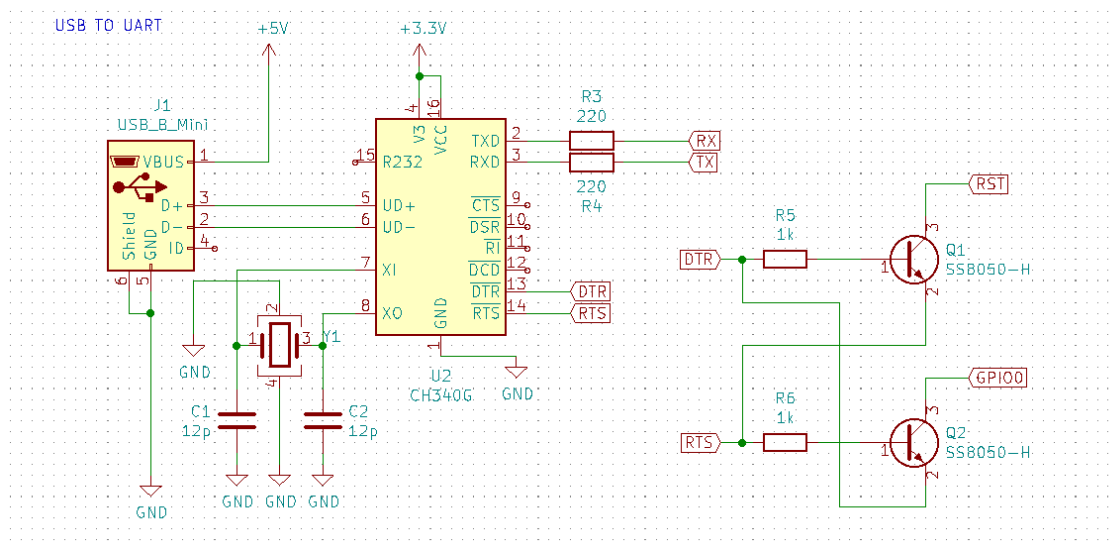 USB TO UART
+5V
+3.3V
J1
USB_B_Mini
VBUS 1
D+ 3
D- 2
ID 4
Shield
GND
6
5
GND
4
16
V3
VCC
15 R232
5 UD+
6 UD-
7 XI
8 XO
TXD 2
RXD 3
CTS 9
DSR 10
RI 11
DCD 12
DTR 13
RTS 14
GND
1
U2
CH340G
GND
R3
220
RX
TX
220
R4
DTR
RTS
GND
2
1
3
Y1
4
C1
12p
C2
12p
GND
GND
GND
DTR
R5
1k
RST
3
1
2
Q1
SS8050-H
RTS
R6
1k
GPIO0
3
1
2
Q2
SS8050-H